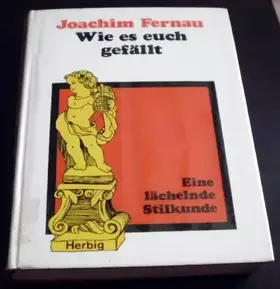 Joachim Fernau
Wie es euch
gefällt
Eine
lächelnde
Stilkunde
Herbig